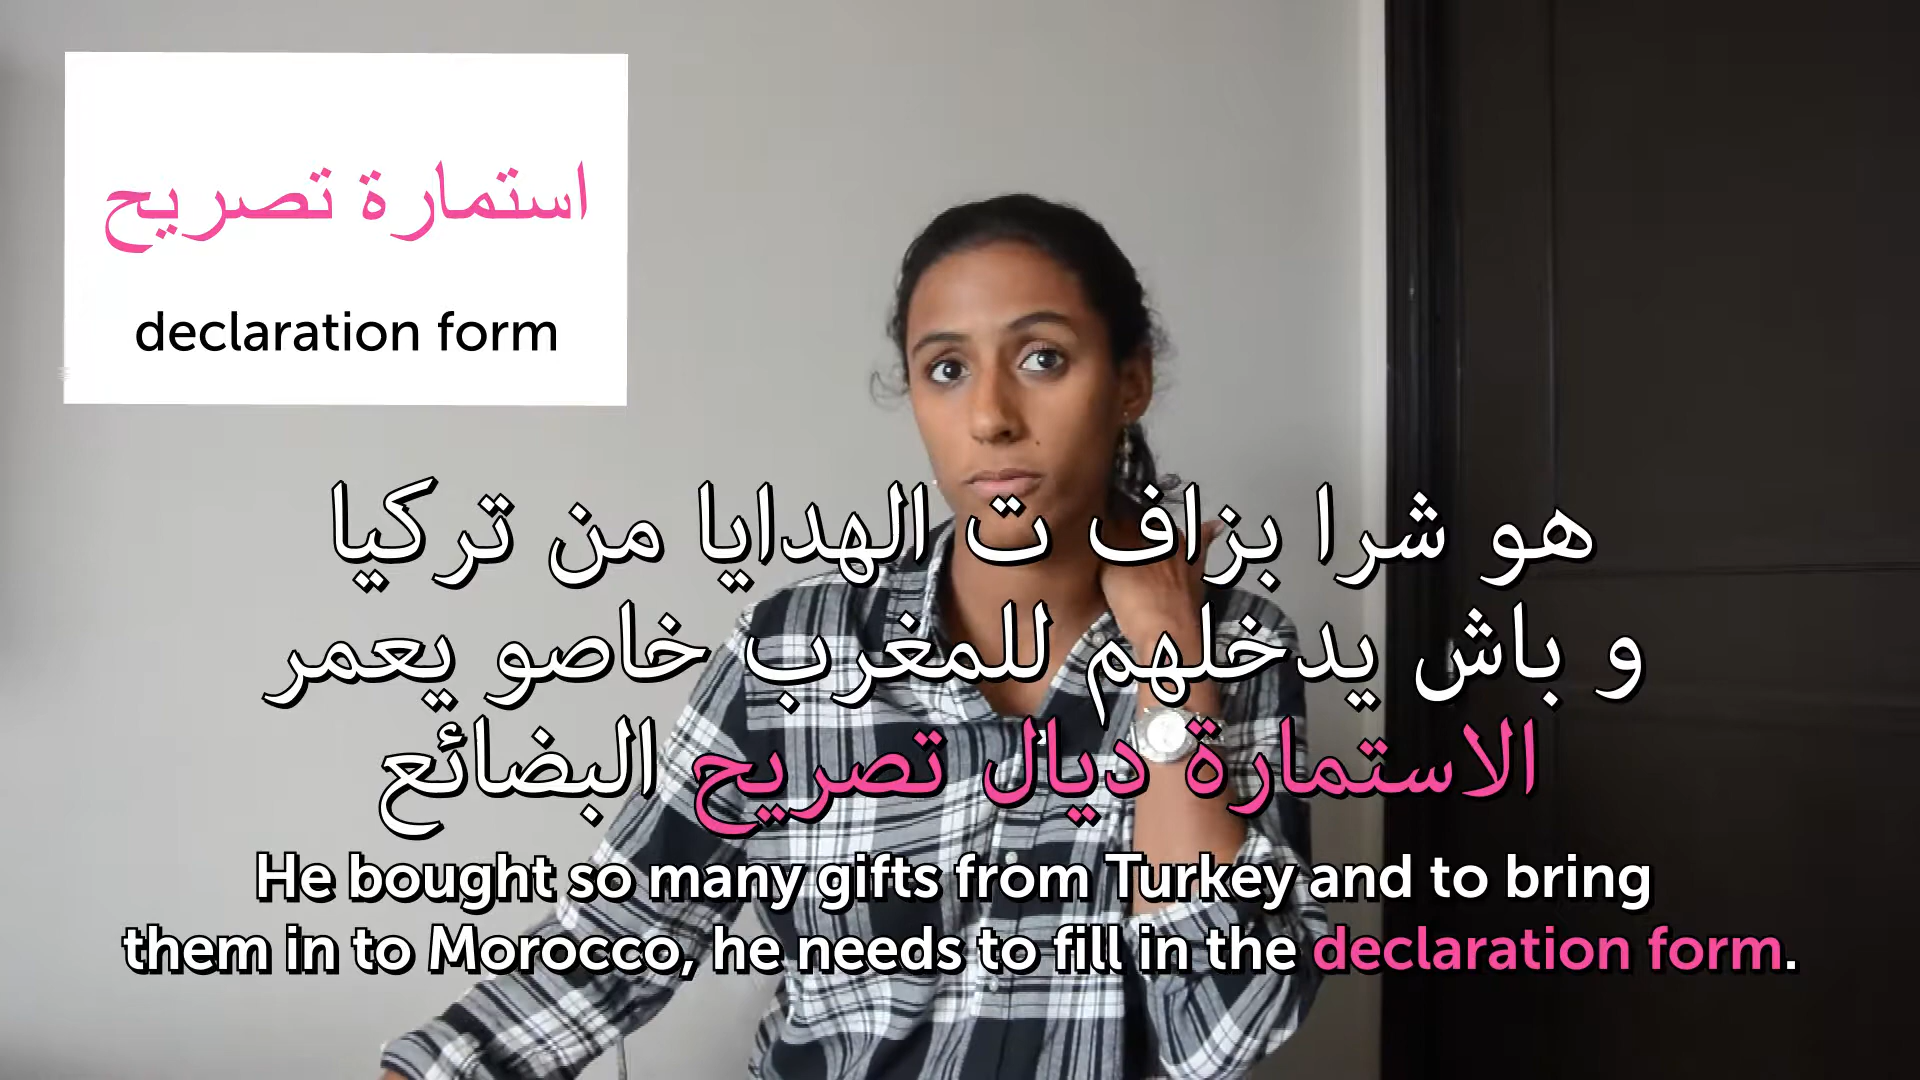 استمارة تصريح
declaration form
هو شرا بزاف ت الهدايا من تركيا
و باش يدخلهم للمغرب خاصو يعمر
الاستمارة ديال تصريح البضائع
He bought so many gifts from Turkey and to bring
them in to Morocco, he needs to fill in the declaration form.